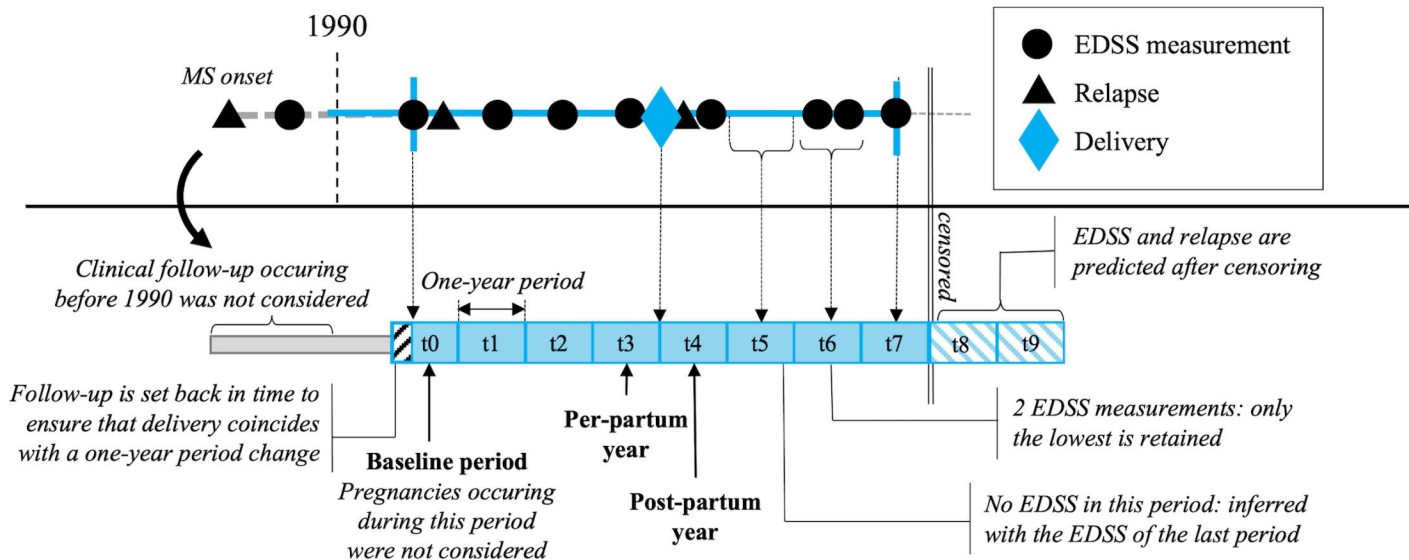 1990
MS onset
EDSS measurement
Relapse
Delivery
Clinical follow-up occuring
before 1990 was not considered
One-year period
censored
EDSS and relapse are
predicted after censoring
t0
t1
t2
t3
t4
t5
t6
t7
t8
t9
Follow-up is set back in time to
ensure that delivery coincides
with a one-year period change
Baseline period
Pregnancies occuring
during this period
were not considered
Per-partum
year
Post-partum
year
2 EDSS measurements: only
the lowest is retained
No EDSS in this period: inferred
with the EDSS of the last period